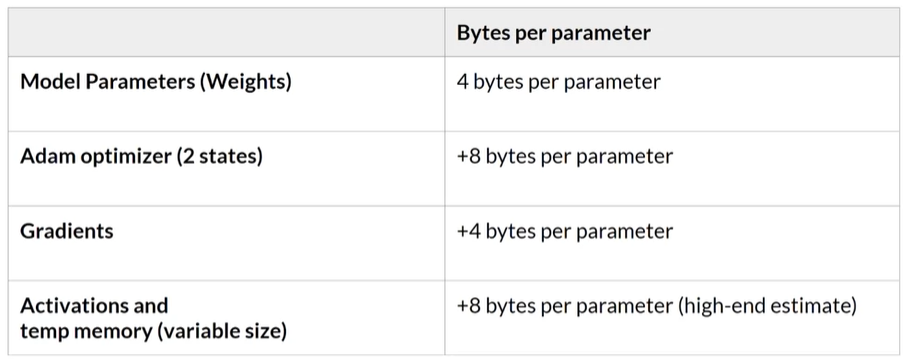 Bytes per parameter
Model Parameters (Weights)
4 bytes per parameter
Adam optimizer (2 states)
+8 bytes per parameter
Gradients
+4 bytes per parameter
Activations and
temp memory (variable size)
+8 bytes per parameter (high-end estimate)